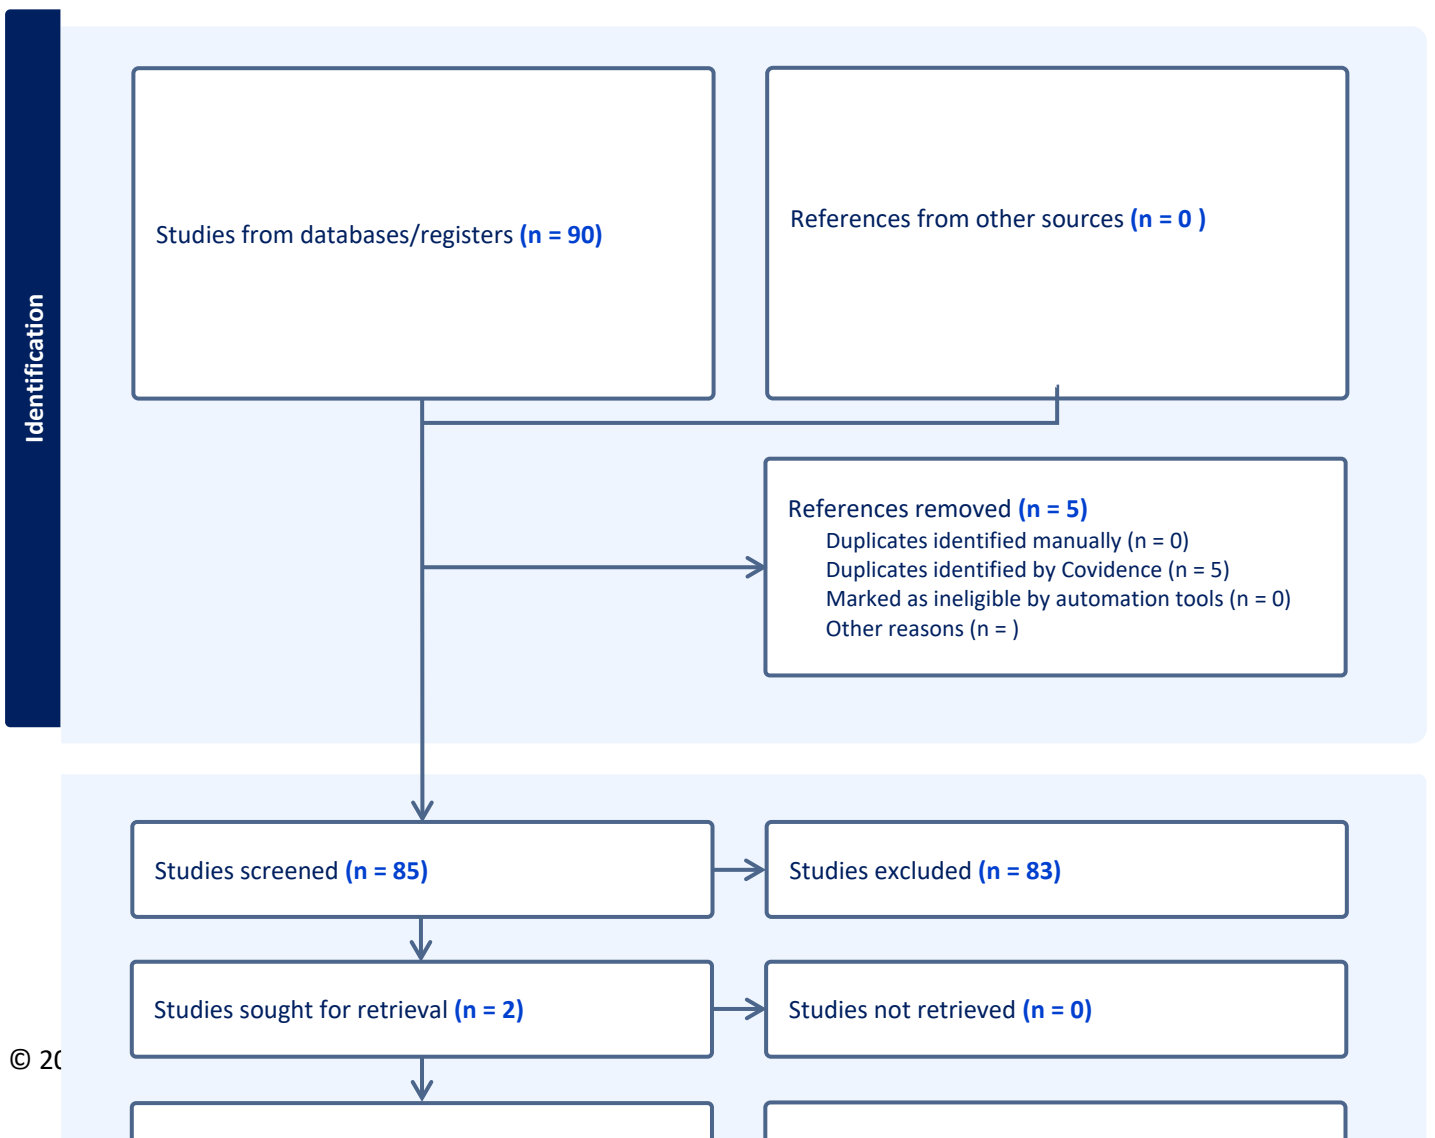 Identification
Studies from databases/registers (n = 90)
References from other sources (n = 0 )
References removed (n = 5)
Duplicates identified manually (n = 0)
Duplicates identified by Covidence (n = 5)
Marked as ineligible by automation tools (n = 0)
Other reasons (n = )
Studies screened (n = 85)
Studies excluded (n = 83)
Studies sought for retrieval (n = 2)
Studies not retrieved (n = 0)
©